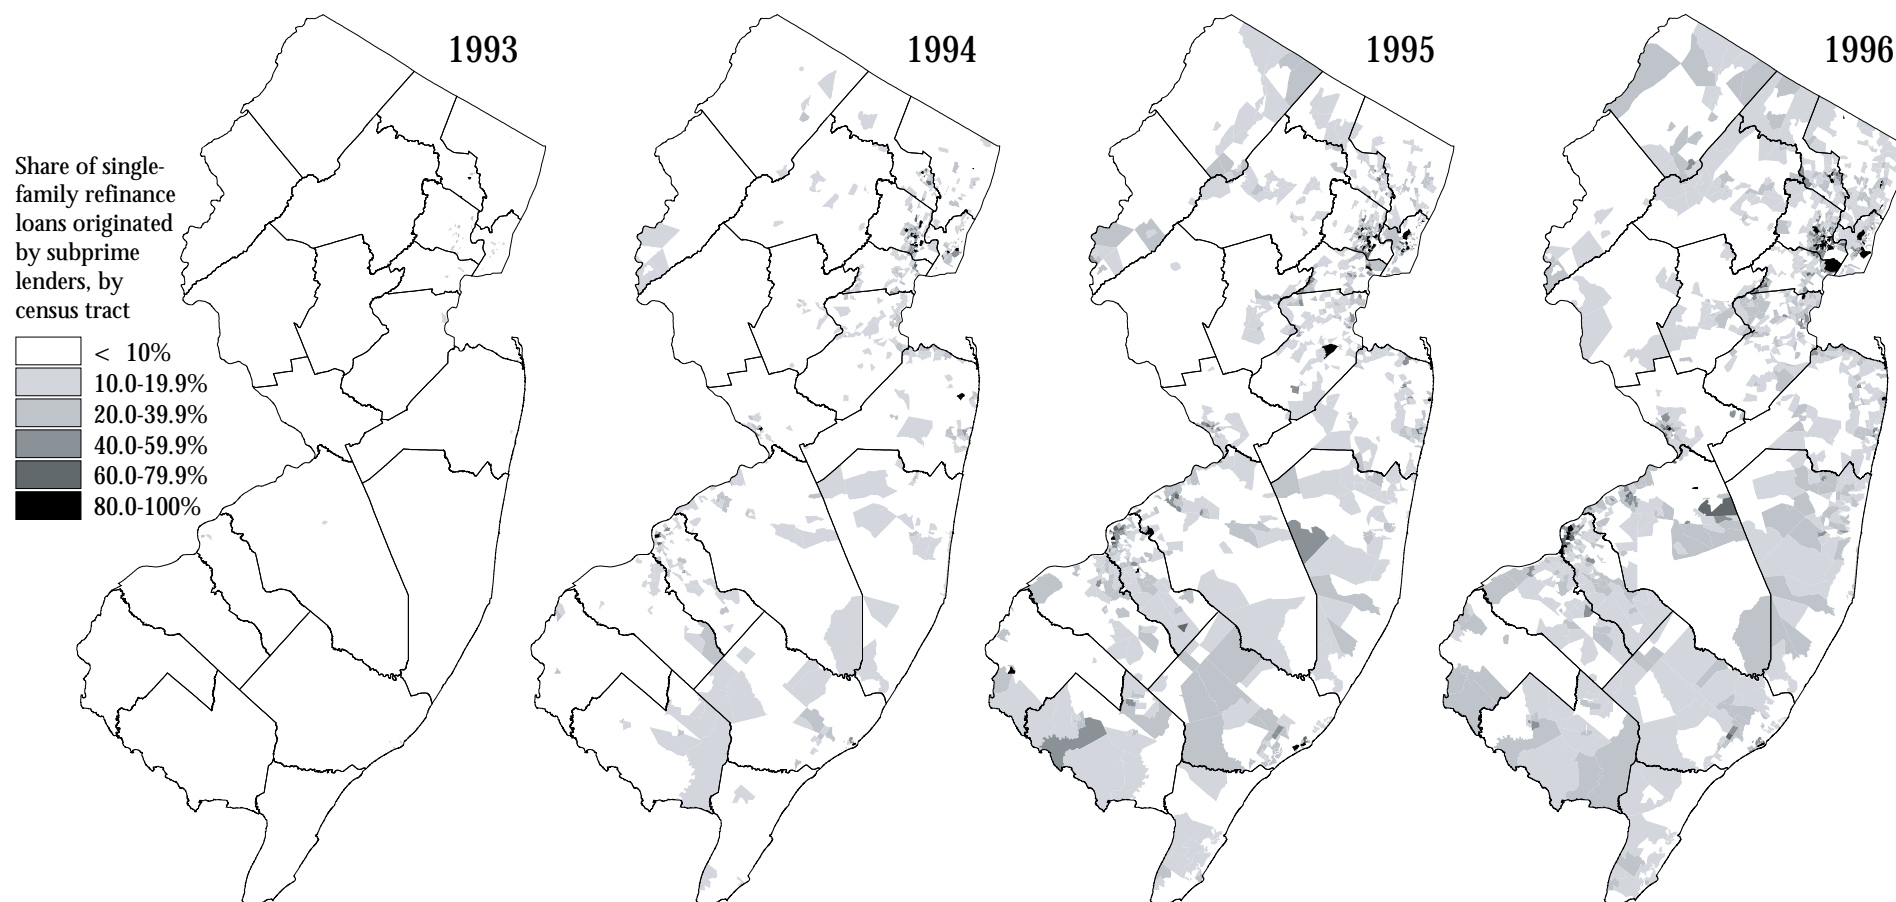 1993
1994
1995
1996
Share of single-
family refinance
loans originated
by subprime
lenders, by
census tract
< 10%
10.0-19.9%
20.0-39.9%
40.0-59.9%
60.0-79.9%
80.0-100%